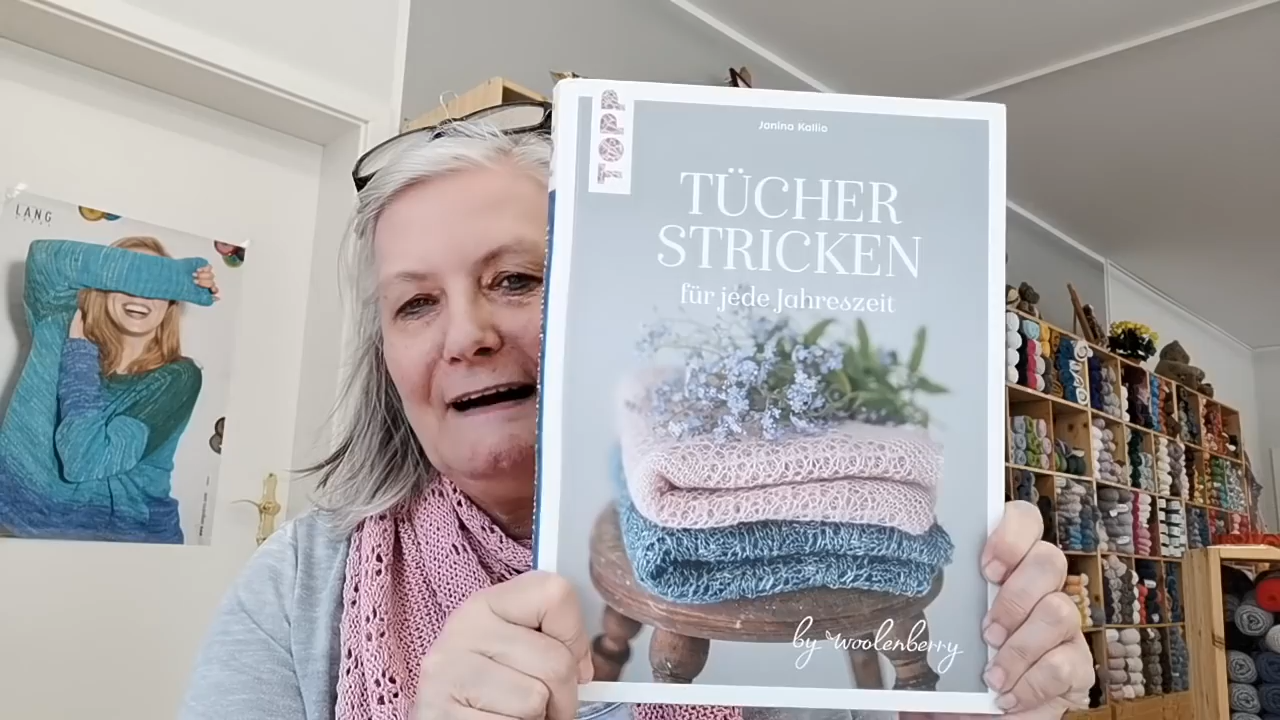 LANG
TOPP
Janina Kallio
TÜCHER
STRICKEN
für jede Jahreszeit
by woolenberry